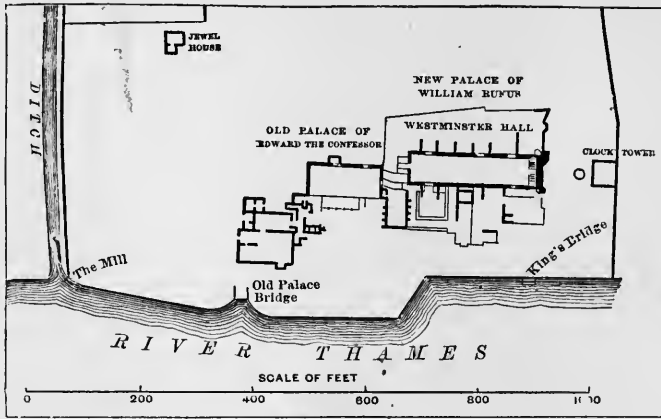 JEWEL
HOUSE
DITCH
NEW PALACE OF
WILLIAM RUFUS
WESTMINSTER HALL
OLD PALACE OF
EDWARD THE CONFESSOR
CLOCK TOWER
The Mill
Old Palace
Bridge
King's Bridge
RIVER THAMES
SCALE OF FEET
0 200 400 600 800 1000